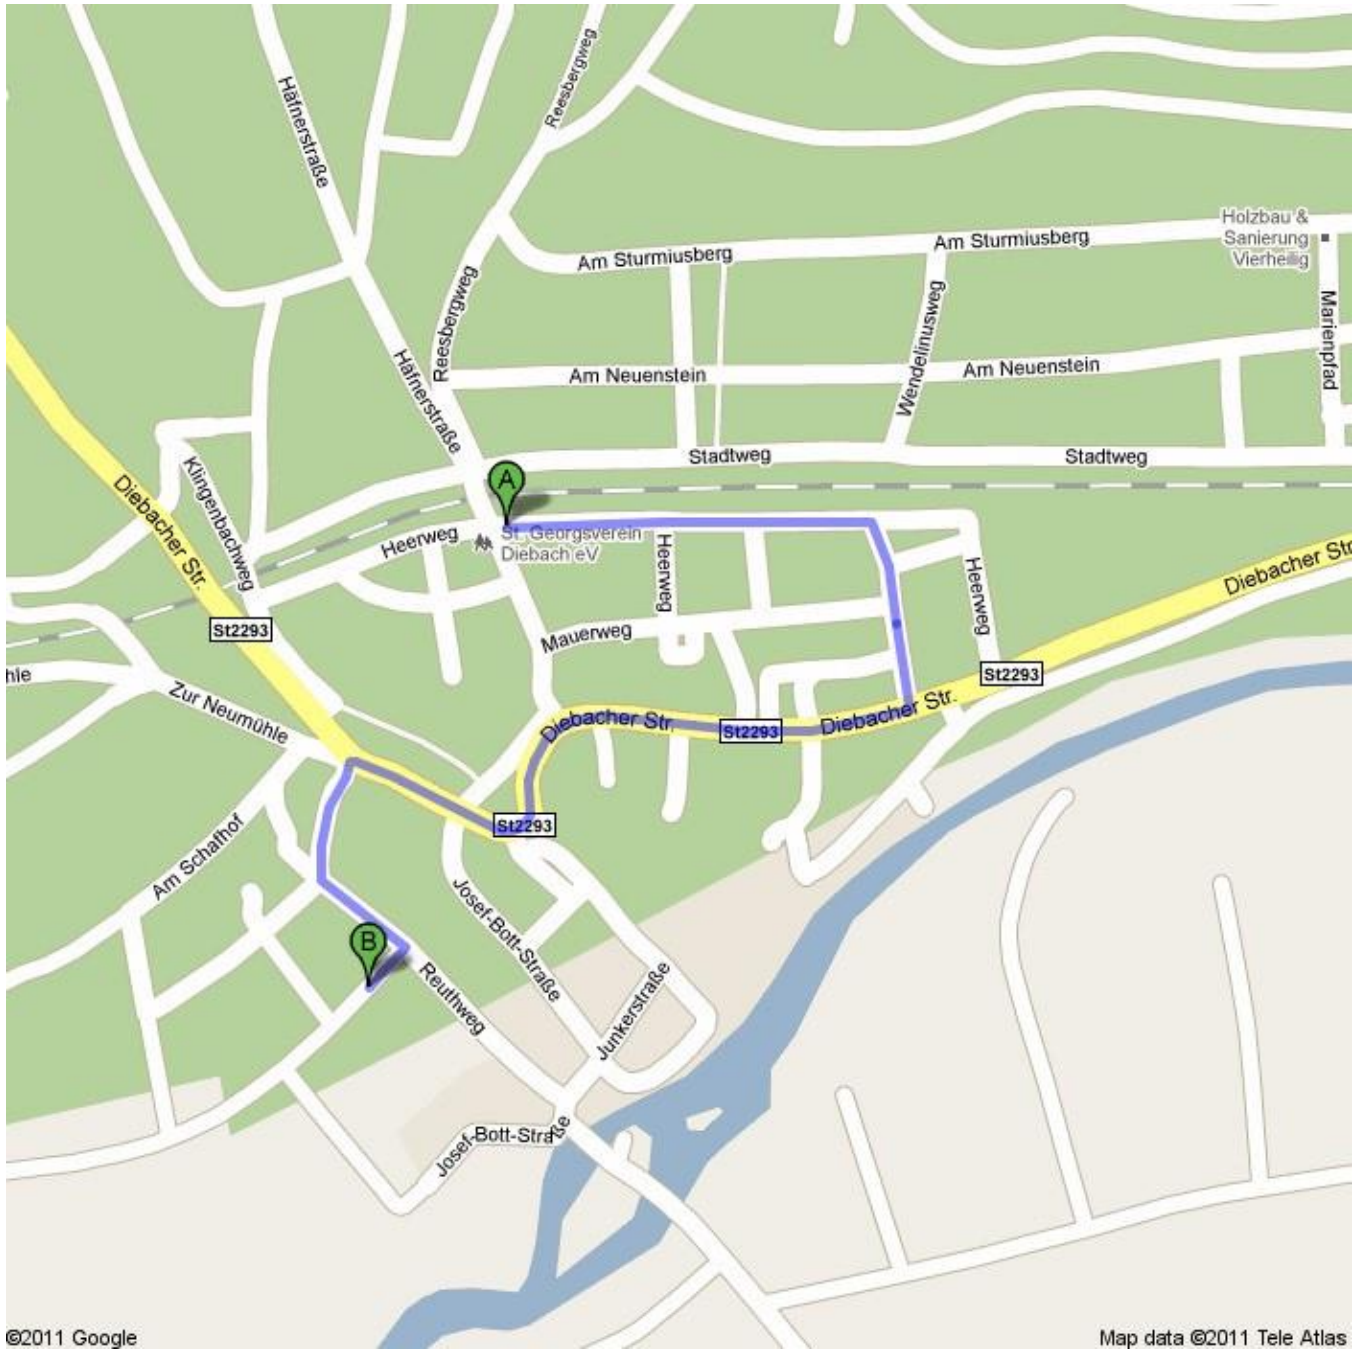 Häfnerstraße
Reesbergweg
Holzbau &
Sanierung
Vierheilig
Am Sturmiusberg
Am Sturmiusberg
Reesbergweg
Wendelinusweg
Marienpfad
Häfnerstraße
Am Neuenstein
Am Neuenstein
Stadtweg
Stadtweg
Klingenbachweg
Diebacher Str.
A
Heerweg
St. Georgsverein
Diebach eV
Heerweg
Heerweg
Diebacher Str.
St2293
Mauerweg
hle
St2293
Zur Neumühle
Diebacher Str.
St2293
Diebacher Str.
St2293
Am Schafhof
Josef-Bott-Straße
B
Reuthweg
Junkerstraße
Josef-Bott-Straße
©2011 Google
Map data ©2011 Tele Atlas